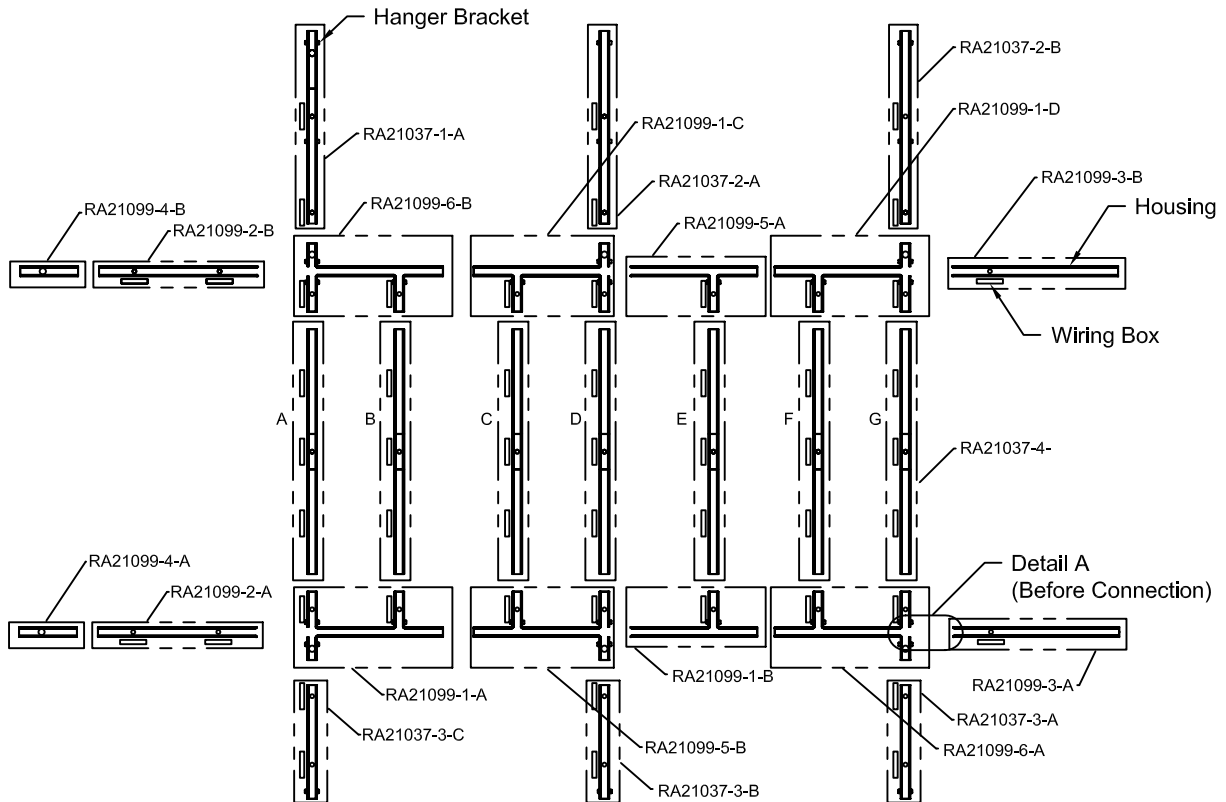 Hanger Bracket
RA21037-2-B
RA21099-1-C
RA21099-1-D
RA21037-1-A
RA21037-2-A
RA21099-3-B
RA21099-6-B
RA21099-5-A
RA21099-4-B
RA21099-2-B
Housing
Wiring Box
A
B
C
D
E
F
G
RA21037-4-
RA21099-4-A
RA21099-2-A
Detail A
(Before Connection)
RA21099-1-A
RA21099-1-B
RA21099-3-A
RA21037-3-C
RA21099-5-B
RA21037-3-A
RA21099-6-A
RA21037-3-B